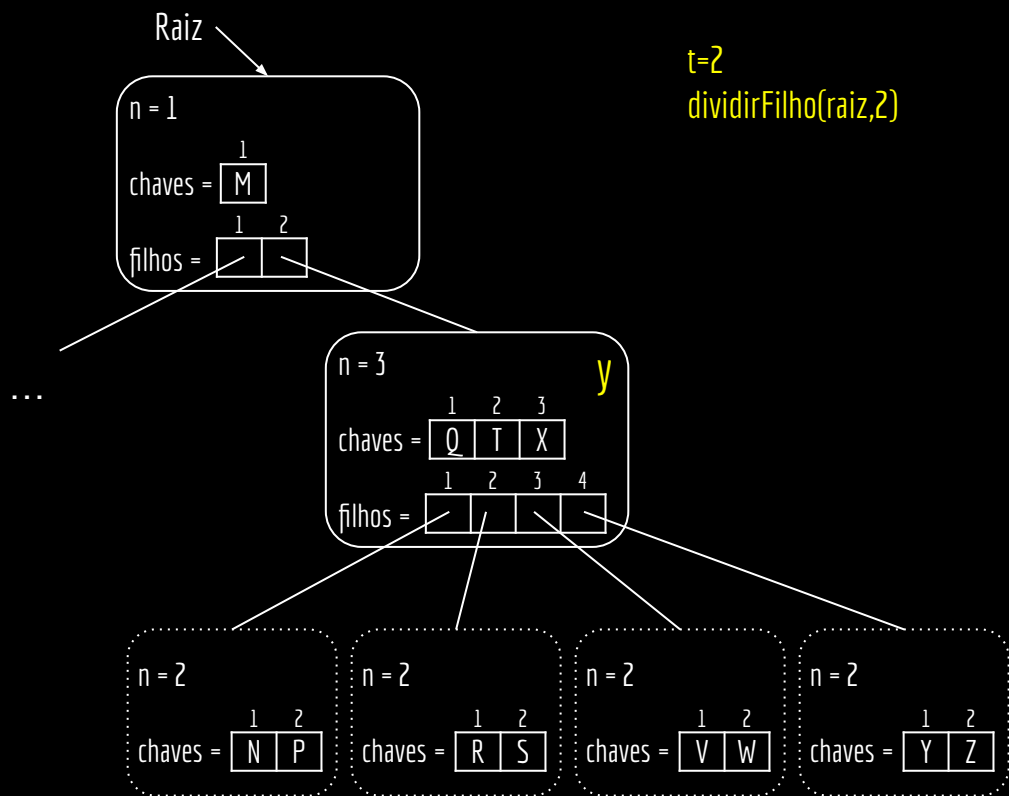 Raiz
t=2
dividirFilho(raiz,2)
n = 1
1
chaves = M
1 2
filhos =
...
n = 3
y
1 2 3
chaves = Q T X
1 2 3 4
filhos =
n = 2
1 2
chaves = N P
n = 2
1 2
chaves = R S
n = 2
1 2
chaves = V W
n = 2
1 2
chaves = Y Z